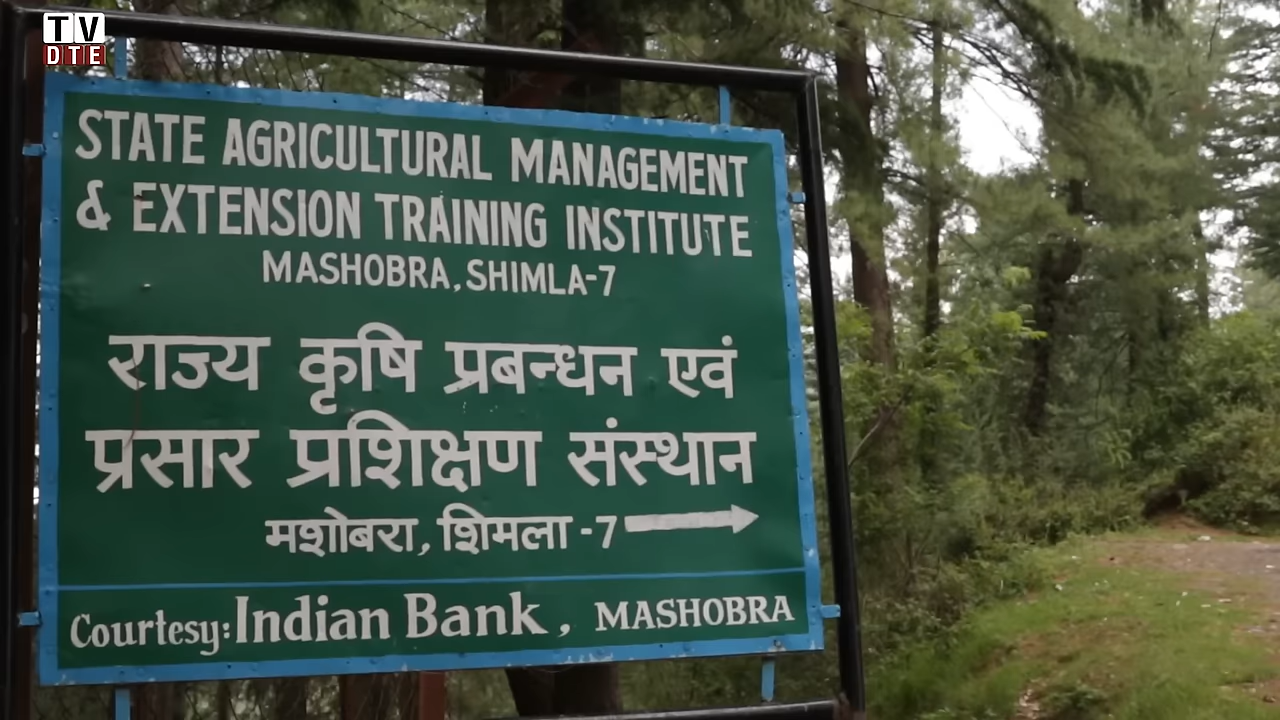 TV
DTE
STATE AGRICULTURAL MANAGEMENT
& EXTENSION TRAINING INSTITUTE
MASHOBRA, SHIMLA-7
राज्य कृषि प्रबन्धन एवं
प्रसार प्रशिक्षण संस्थान
मशोबरा, शिमला -7
Courtesy: Indian Bank, MASHOBRA